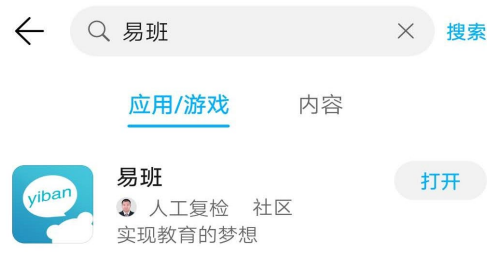 易班 搜索
应用/游戏 内容
yiban
易班 打开
人工复检 社区
实现教育的梦想